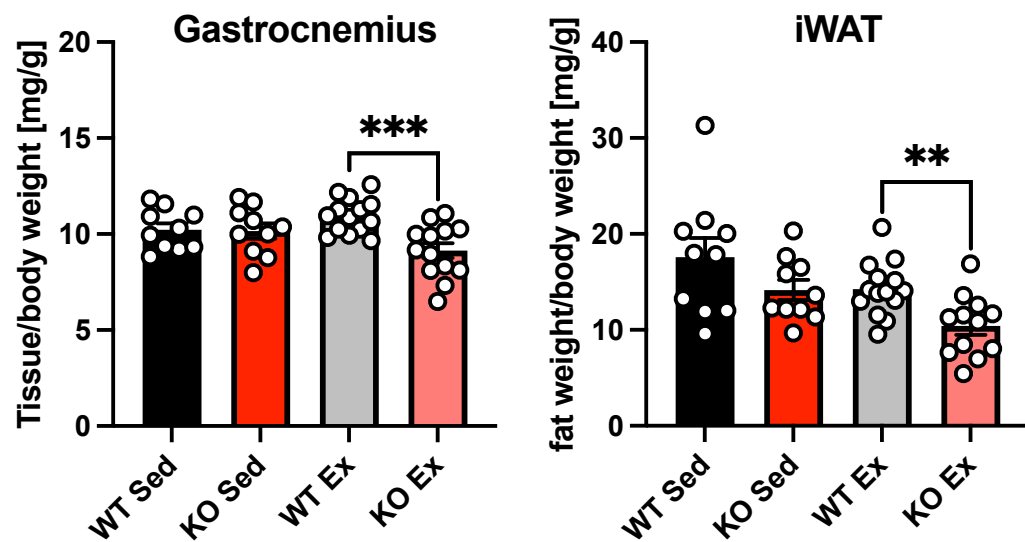 Gastrocnemius
Tissue/body weight [mg/g]
20
15
10
5
0
***
WT Sed
KO Sed
WT Ex
KO Ex
iWAT
fat weight/body weight [mg/g]
40
30
20
10
0
**
WT Sed
KO Sed
WT Ex
KO Ex